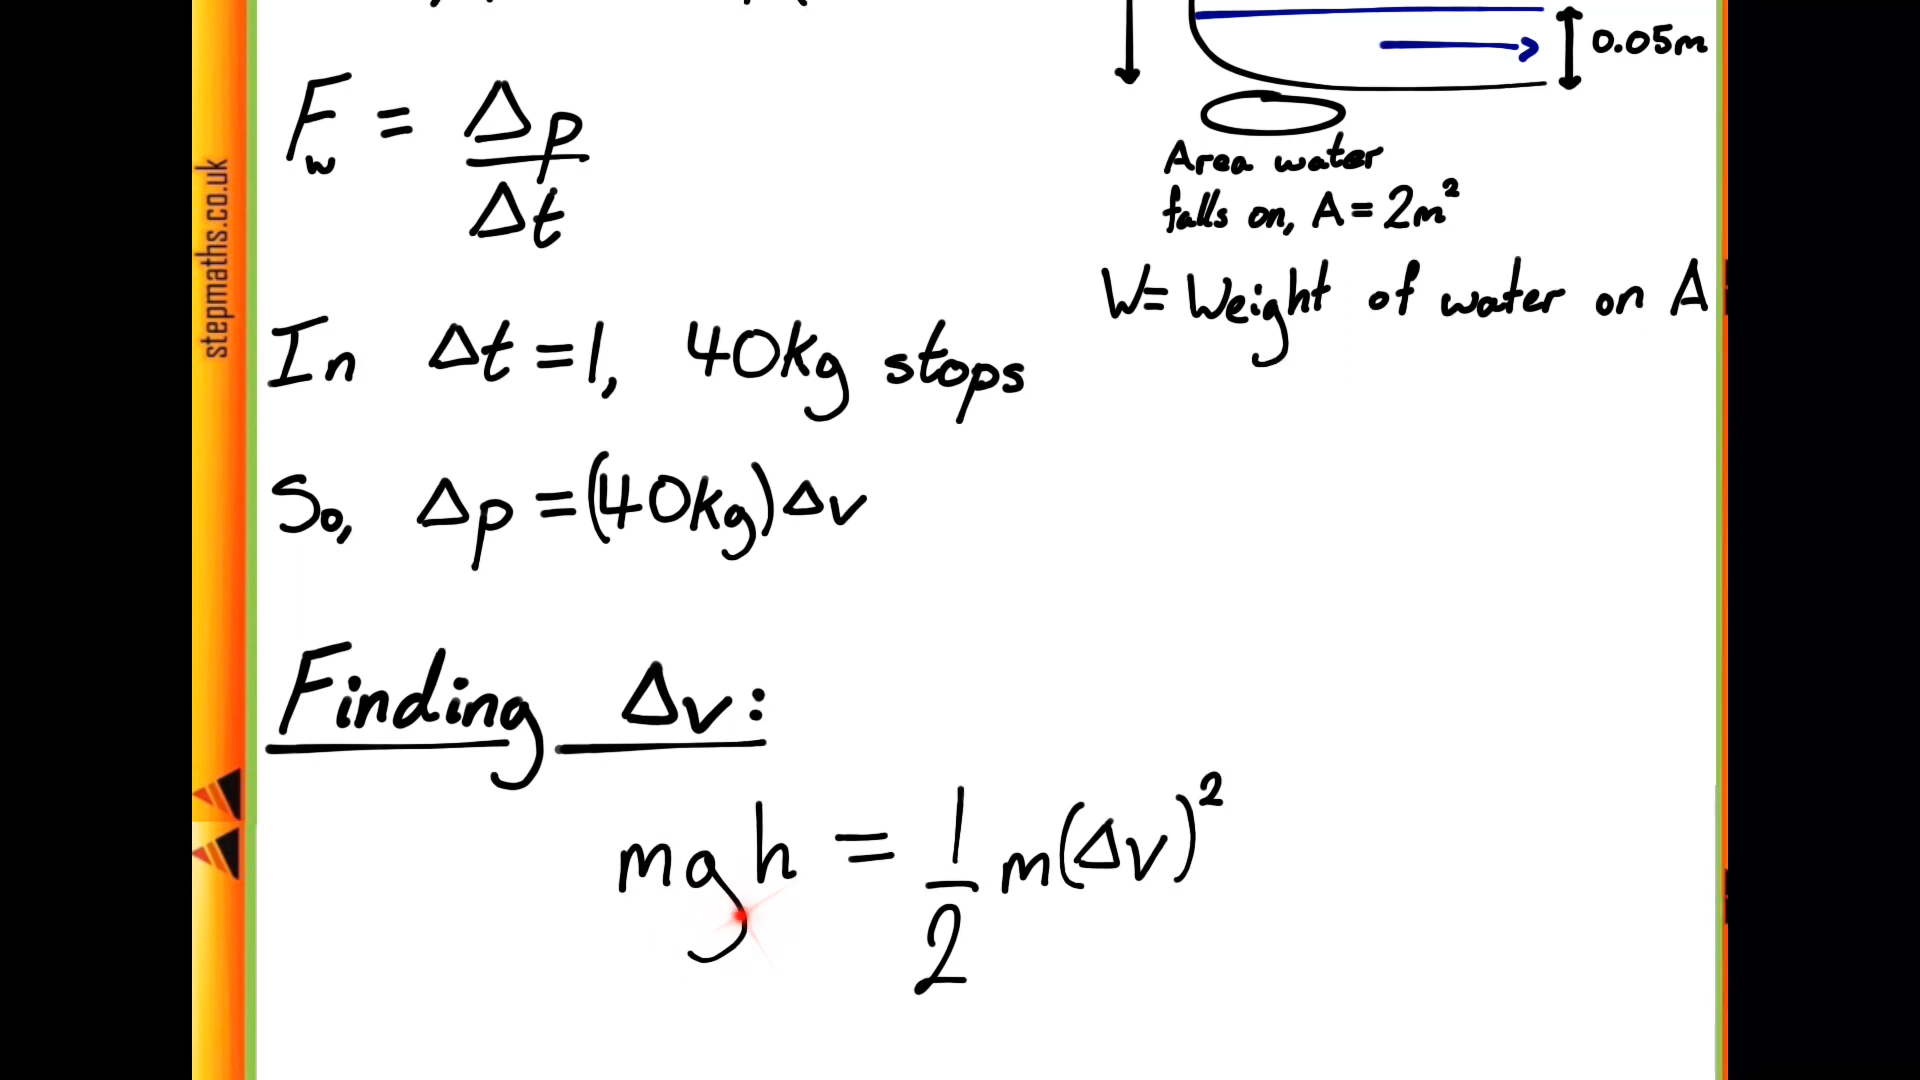 0.05m
F_w = Δp/Δt
Area water
falls on, A = 2m²
W = Weight of water on A
In Δt = 1, 40kg stops
So, Δp = (40kg)Δv
Finding Δv:
mgh = 1/2 m(Δv)²
stepmaths.co.uk